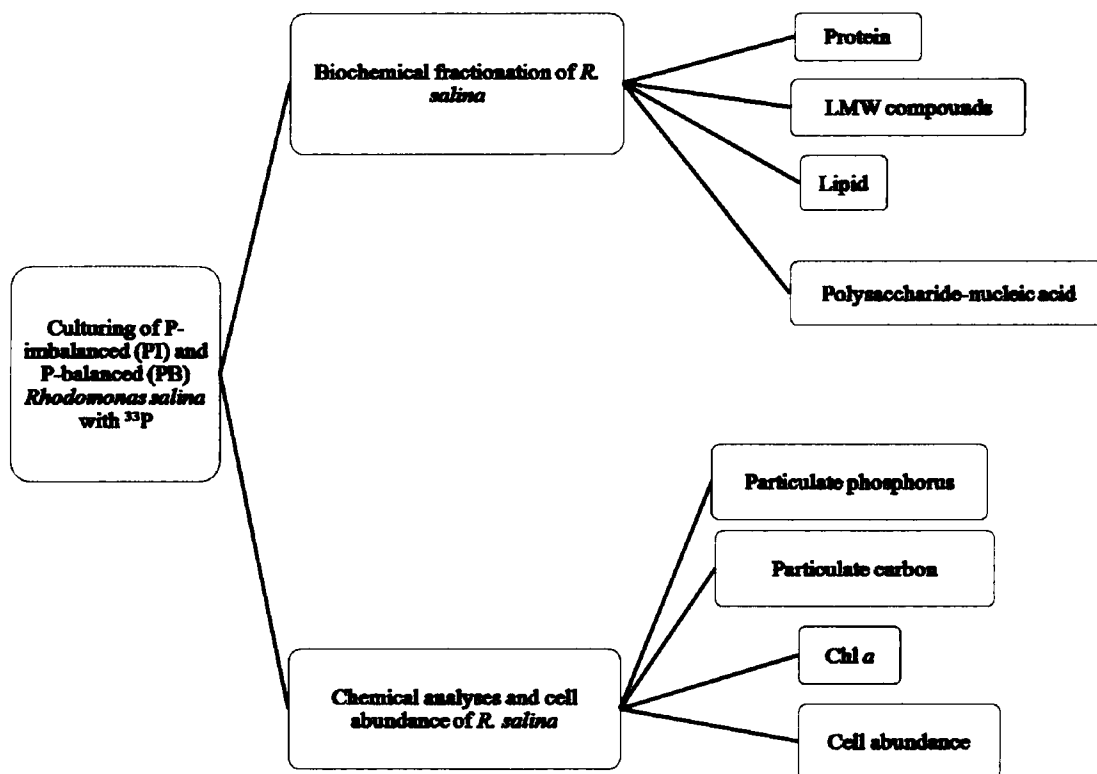 Protein
Biochemical fractionation of R.
salina
LMW compounds
Lipid
Polysaccharide-nucleic acid
Culturing of P-
imbalanced (PI) and
P-balanced (PB)
Rhodomonas salina
with ³³P
Particulate phosphorus
Particulate carbon
Chl a
Chemical analyses and cell
abundance of R. salina
Cell abundance